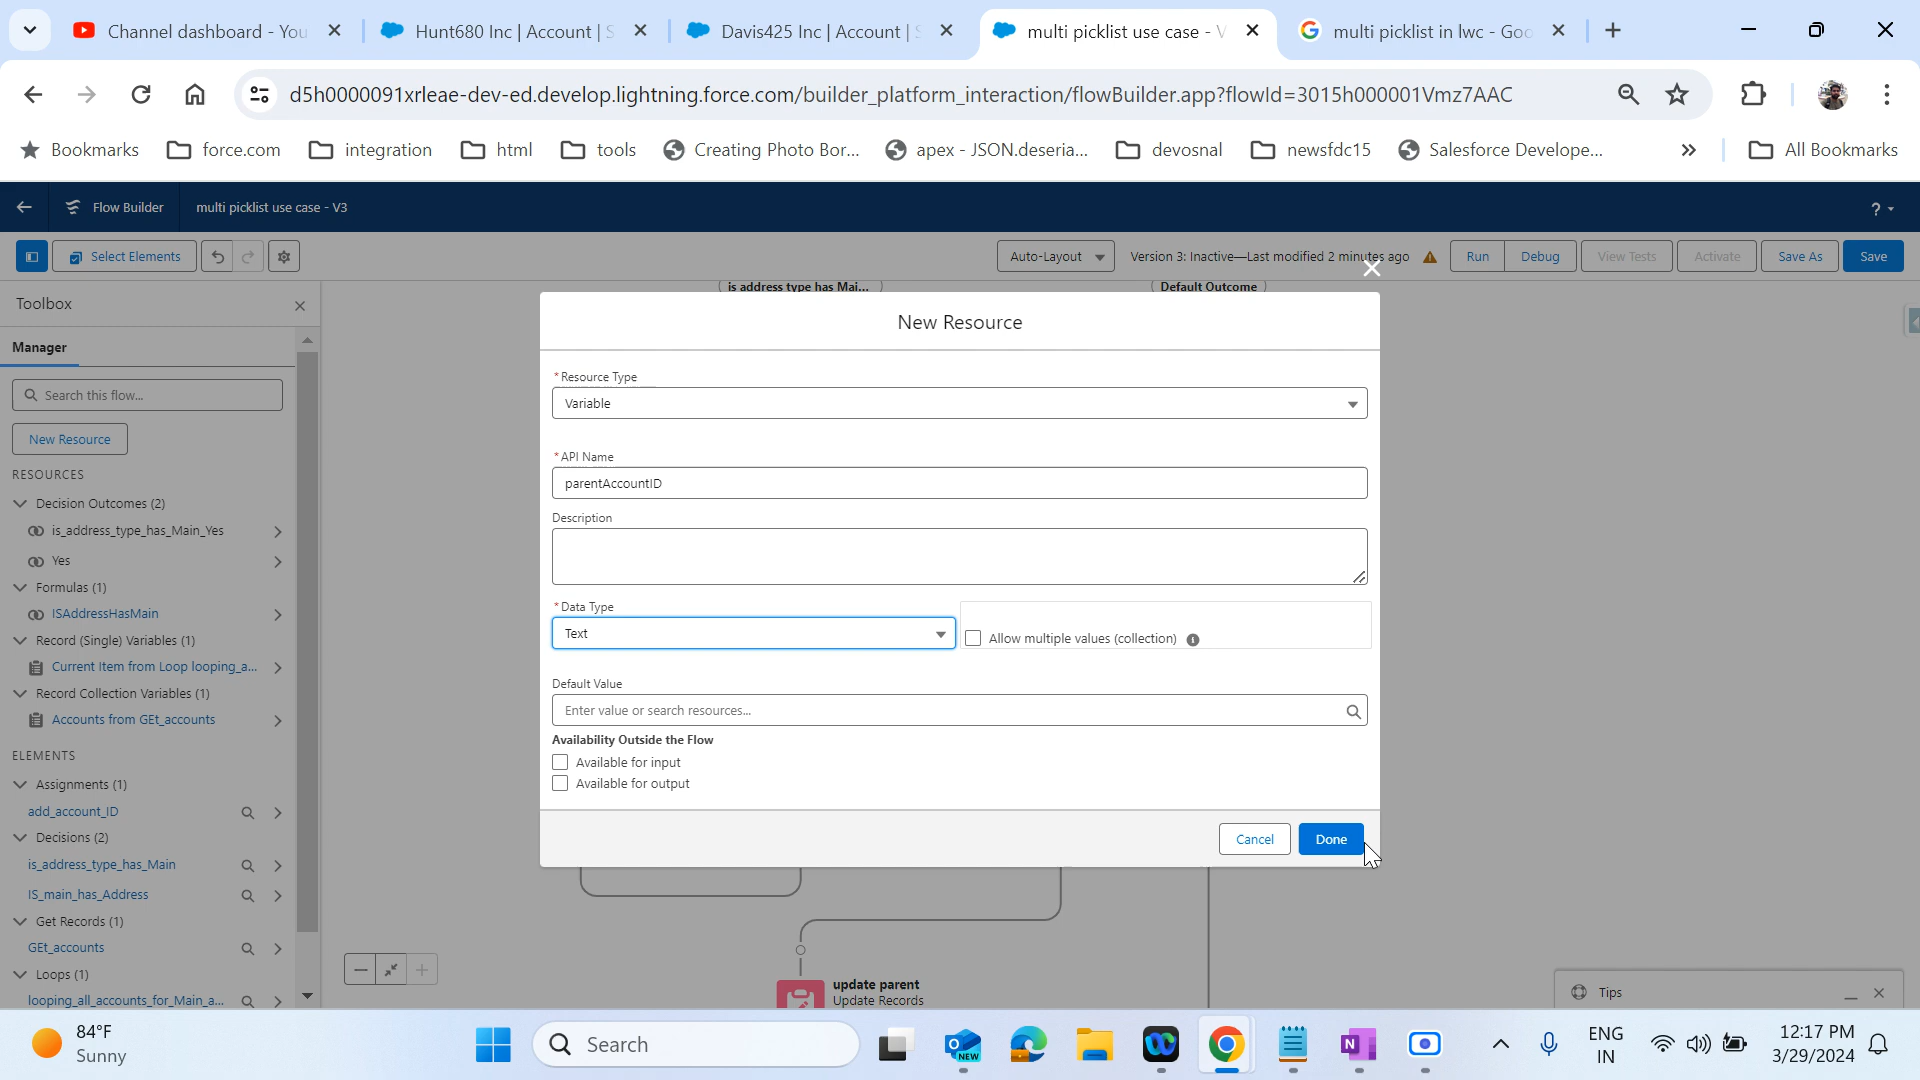 Channel dashboard - You
Hunt680 Inc | Account | S
Davis425 Inc | Account | S
multi picklist use case - V
multi picklist in lwc - Goo
d5h0000091xrleae-dev-ed.develop.lightning.force.com/builder_platform_interaction/flowBuilder.app?flowId=3015h000001Vmz7AAC
Bookmarks
force.com
integration
html
tools
Creating Photo Bor...
apex - JSON.deseria...
devosnal
newsfdc15
Salesforce Develope...
All Bookmarks
Flow Builder
multi picklist use case - V3
?
Select Elements
Auto-Layout
Version 3: Inactive—Last modified 2 minutes ago
Run
Debug
View Tests
Activate
Save As
Save
Toolbox
is address type has Mai...
Default Outcome
New Resource
Manager
Search this flow...
New Resource
RESOURCES
Decision Outcomes (2)
is_address_type_has_Main_Yes
Yes
Formulas (1)
ISAddressHasMain
Record (Single) Variables (1)
Current Item from Loop looping_a...
Record Collection Variables (1)
Accounts from GEt_accounts
ELEMENTS
Assignments (1)
add_account_ID
Decisions (2)
is_address_type_has_Main
IS_main_has_Address
Get Records (1)
GEt_accounts
Loops (1)
looping_all_accounts_for_Main_a...
* Resource Type
Variable
* API Name
parentAccountID
Description
* Data Type
Text
Allow multiple values (collection)
Default Value
Enter value or search resources...
Availability Outside the Flow
Available for input
Available for output
Cancel
Done
update parent
Update Records
Tips
84°F
Sunny
Search
NEW
ENG
IN
12:17 PM
3/29/2024